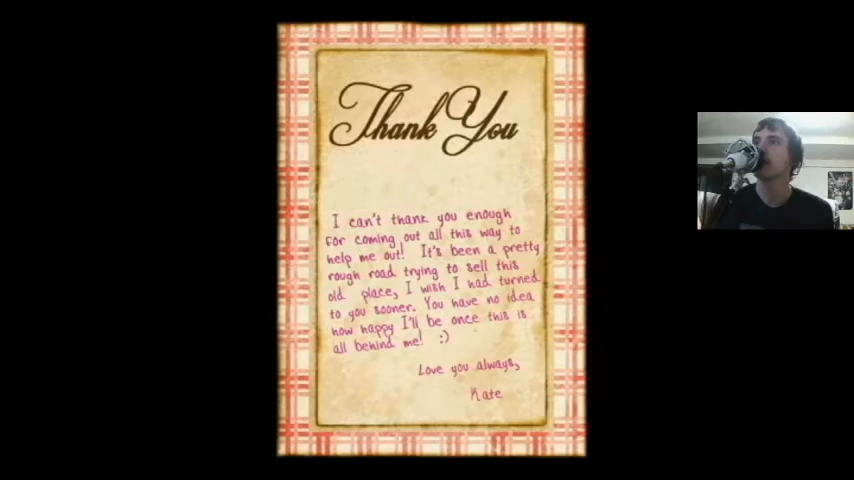 Thank You
I can't thank you enough
for coming out all this way to
help me out! It's been a pretty
rough road trying to sell this
old place, I wish I had turned
to you sooner. You have no idea
how happy I'll be once this is
all behind me! :)
Love you always,
Kate